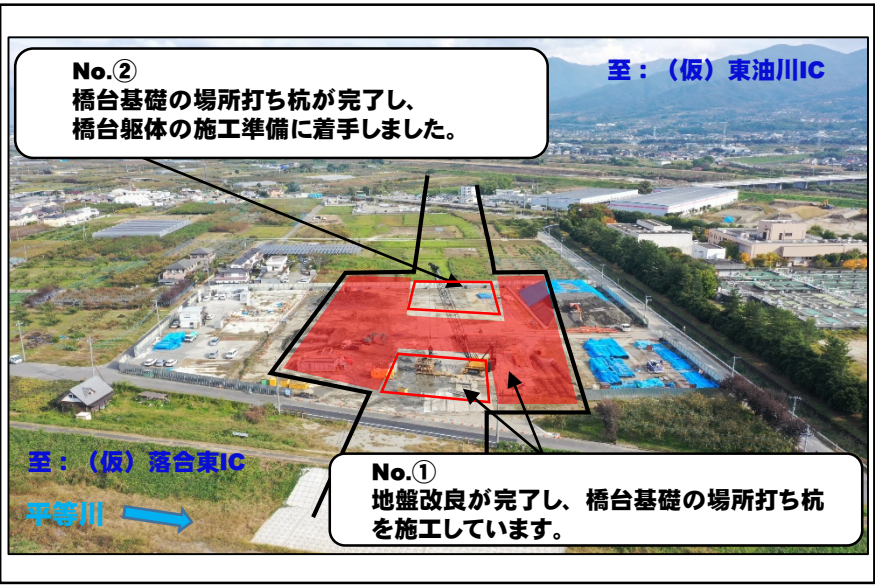 No.②
橋台基礎の場所打ち杭が完了し、
橋台躯体の施工準備に着手しました。
至：（仮）東油川IC
至：（仮）落合東IC
平等川
No.①
地盤改良が完了し、橋台基礎の場所打ち杭
を施工しています。